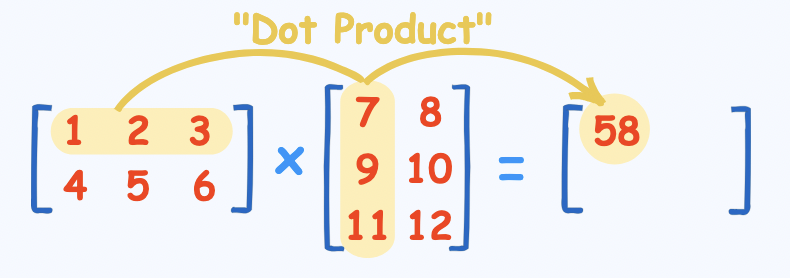 "Dot Product"
[1 2 3
4 5 6] × [7 8
9 10
11 12] = [58 ]